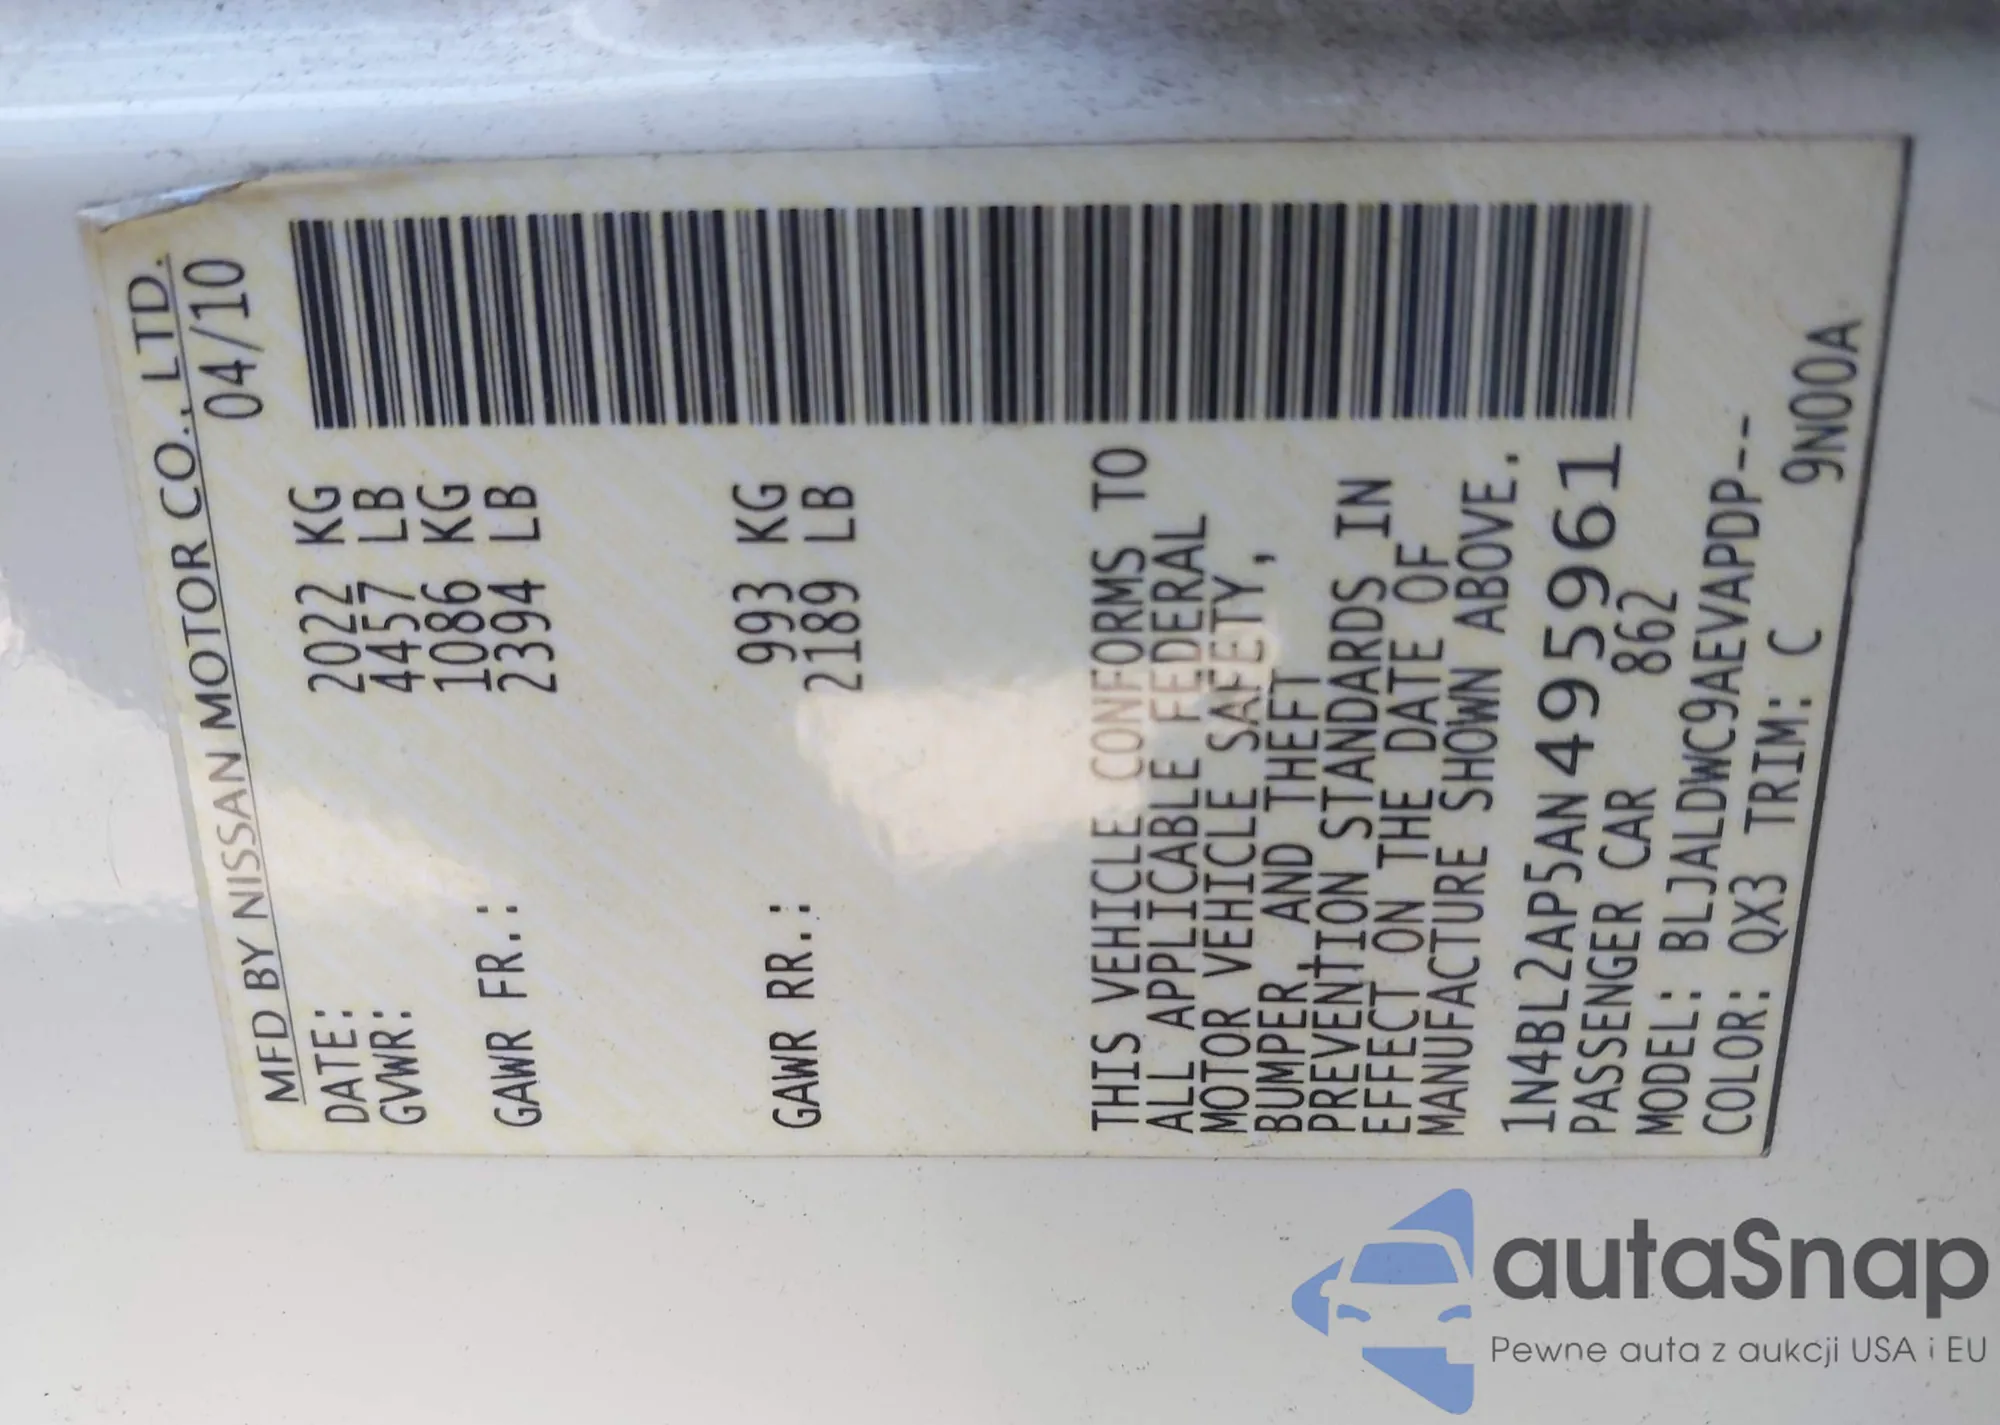 MFD BY NISSAN MOTOR CO., LTD.
DATE: 04/10
GVWR: 2022 KG
4457 LB
GAWR FR.: 1086 KG
2394 LB
GAWR RR.: 993 KG
2189 LB
THIS VEHICLE CONFORMS TO
ALL APPLICABLE FEDERAL
MOTOR VEHICLE SAFETY,
BUMPER, AND THEFT
PREVENTION STANDARDS IN
EFFECT ON THE DATE OF
MANUFACTURE SHOWN ABOVE.
1N4BL2AP5AN495961
PASSENGER CAR 862
MODEL: BLJALDWC9AEVAPDP--
COLOR: QX3 TRIM: C 9N00A
autaSnap
Pewne auta z aukcji USA i EU